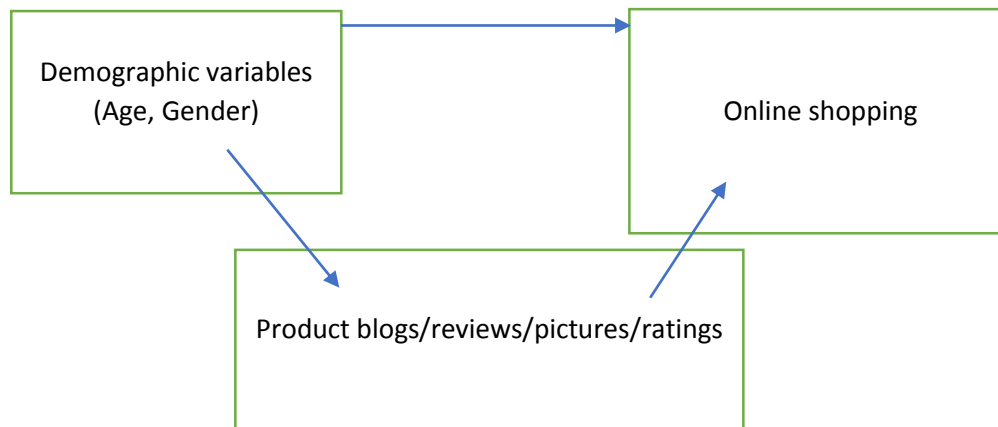 Demographic variables
(Age, Gender)
Online shopping
Product blogs/reviews/pictures/ratings